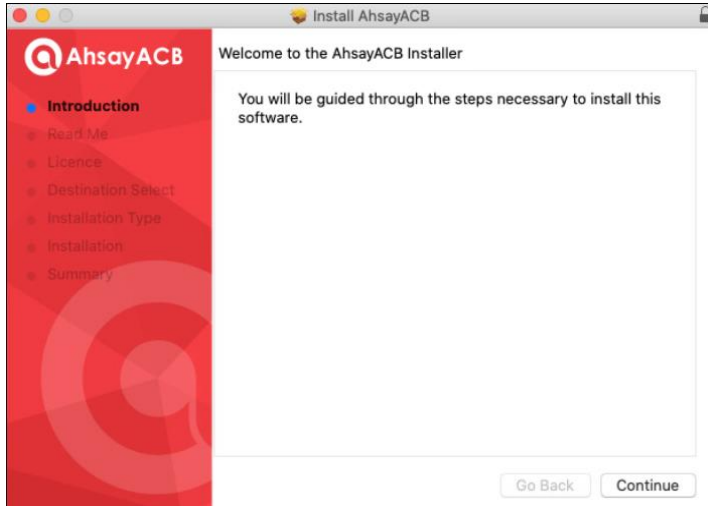 Install AhsayACB
AhsayACB
Welcome to the AhsayACB Installer
Introduction
Read Me
Licence
Destination Select
Installation Type
Installation
Summary
You will be guided through the steps necessary to install this
software.
Go Back
Continue